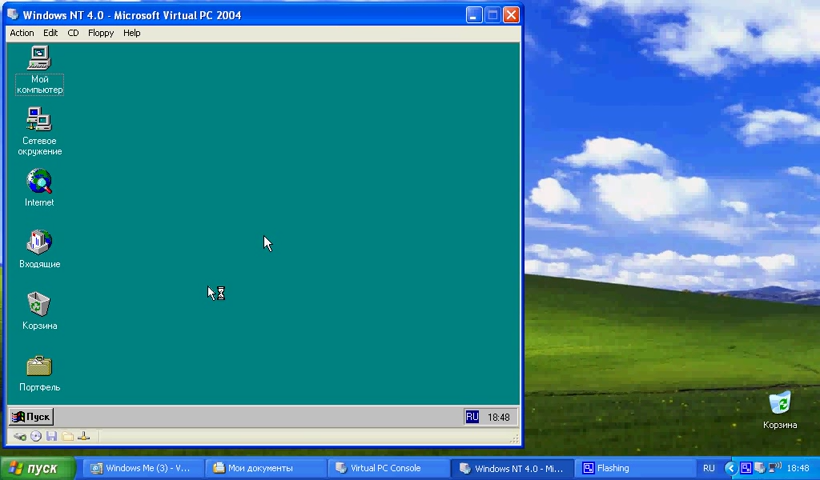 Windows NT 4.0 - Microsoft Virtual PC 2004
Action Edit CD Floppy Help
Мой
компьютер
Сетевое
окружение
Internet
Входящие
Корзина
Портфель
Пуск
RU 18:48
Корзина
пуск
Windows Me (3) - V...
Мои документы
Virtual PC Console
Windows NT 4.0 - Mi...
Flashing
RU
18:48